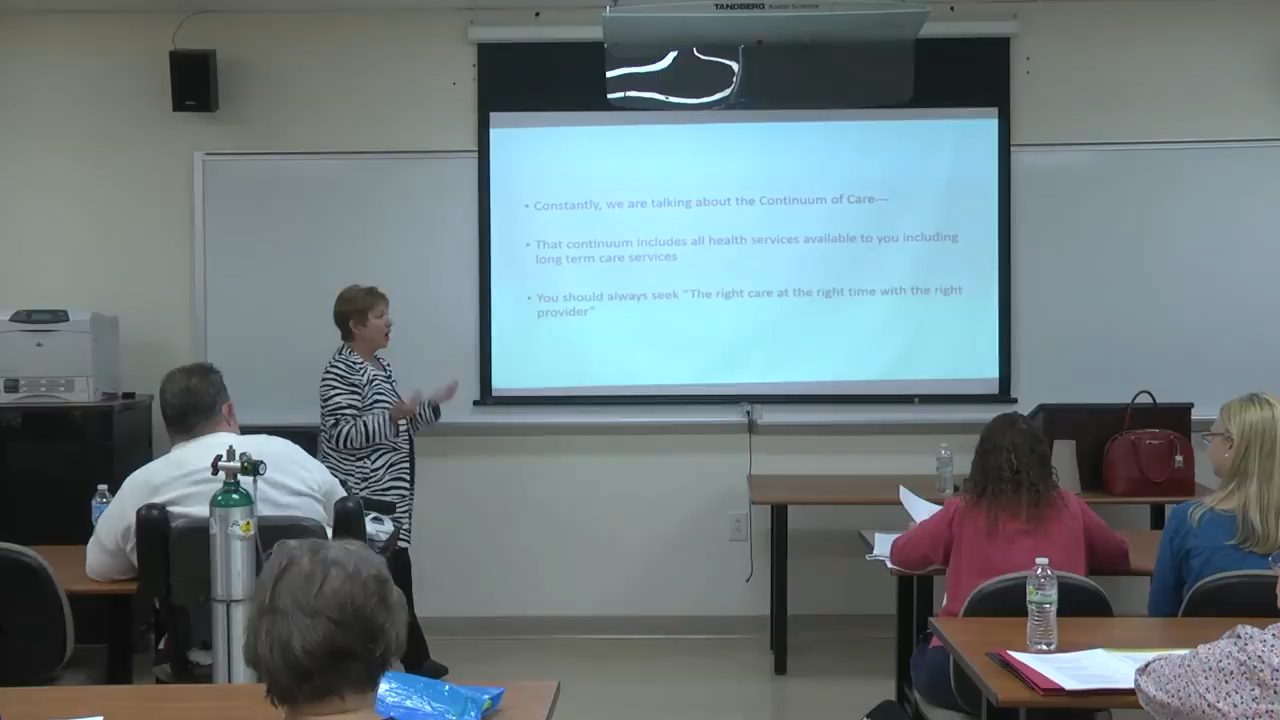 TANDBERG
• Constantly, we are talking about the Continuum of Care—
• That continuum includes all health services available to you including
long term care services
• You should always seek "The right care at the right time with the right
provider"